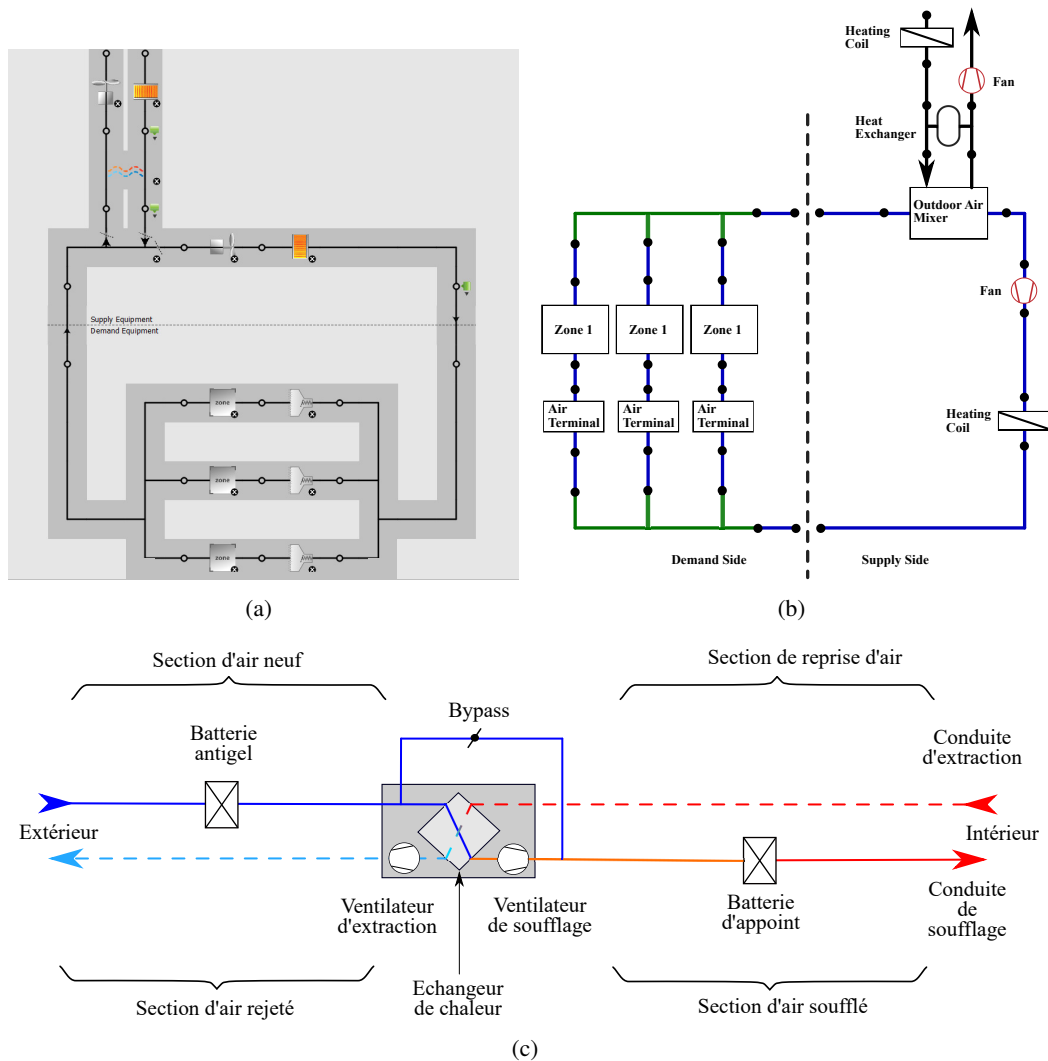 Supply Equipment
Demand Equipment
zone
zone
zone
(a)
Heating
Coil
Fan
Heat
Exchanger
Outdoor Air
Mixer
Fan
Zone 1
Zone 1
Zone 1
Air
Terminal
Air
Terminal
Air
Terminal
Heating
Coil
Demand Side
Supply Side
(b)
Section d'air neuf
Section de reprise d'air
Bypass
Batterie
antigel
Conduite
d'extraction
Extérieur
Intérieur
Ventilateur
d'extraction
Ventilateur
de soufflage
Batterie
d'appoint
Conduite
de
soufflage
Echangeur
de chaleur
Section d'air rejeté
Section d'air soufflé
(c)